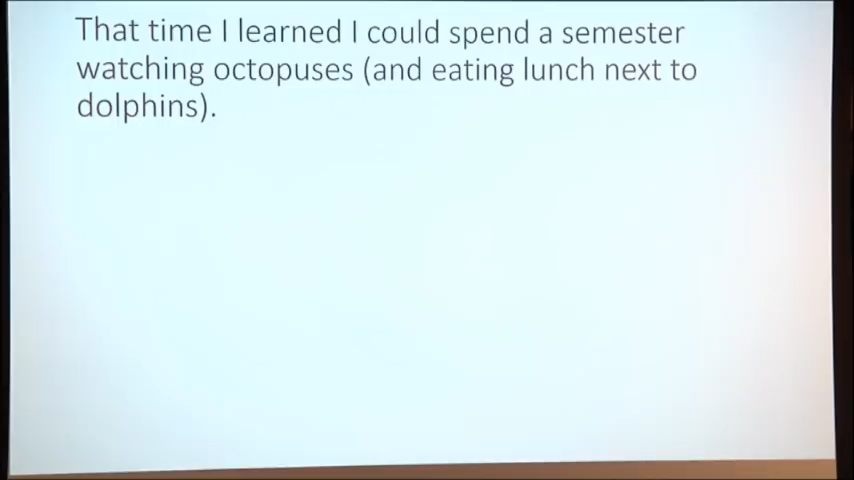 That time I learned I could spend a semester
watching octopuses (and eating lunch next to
dolphins).